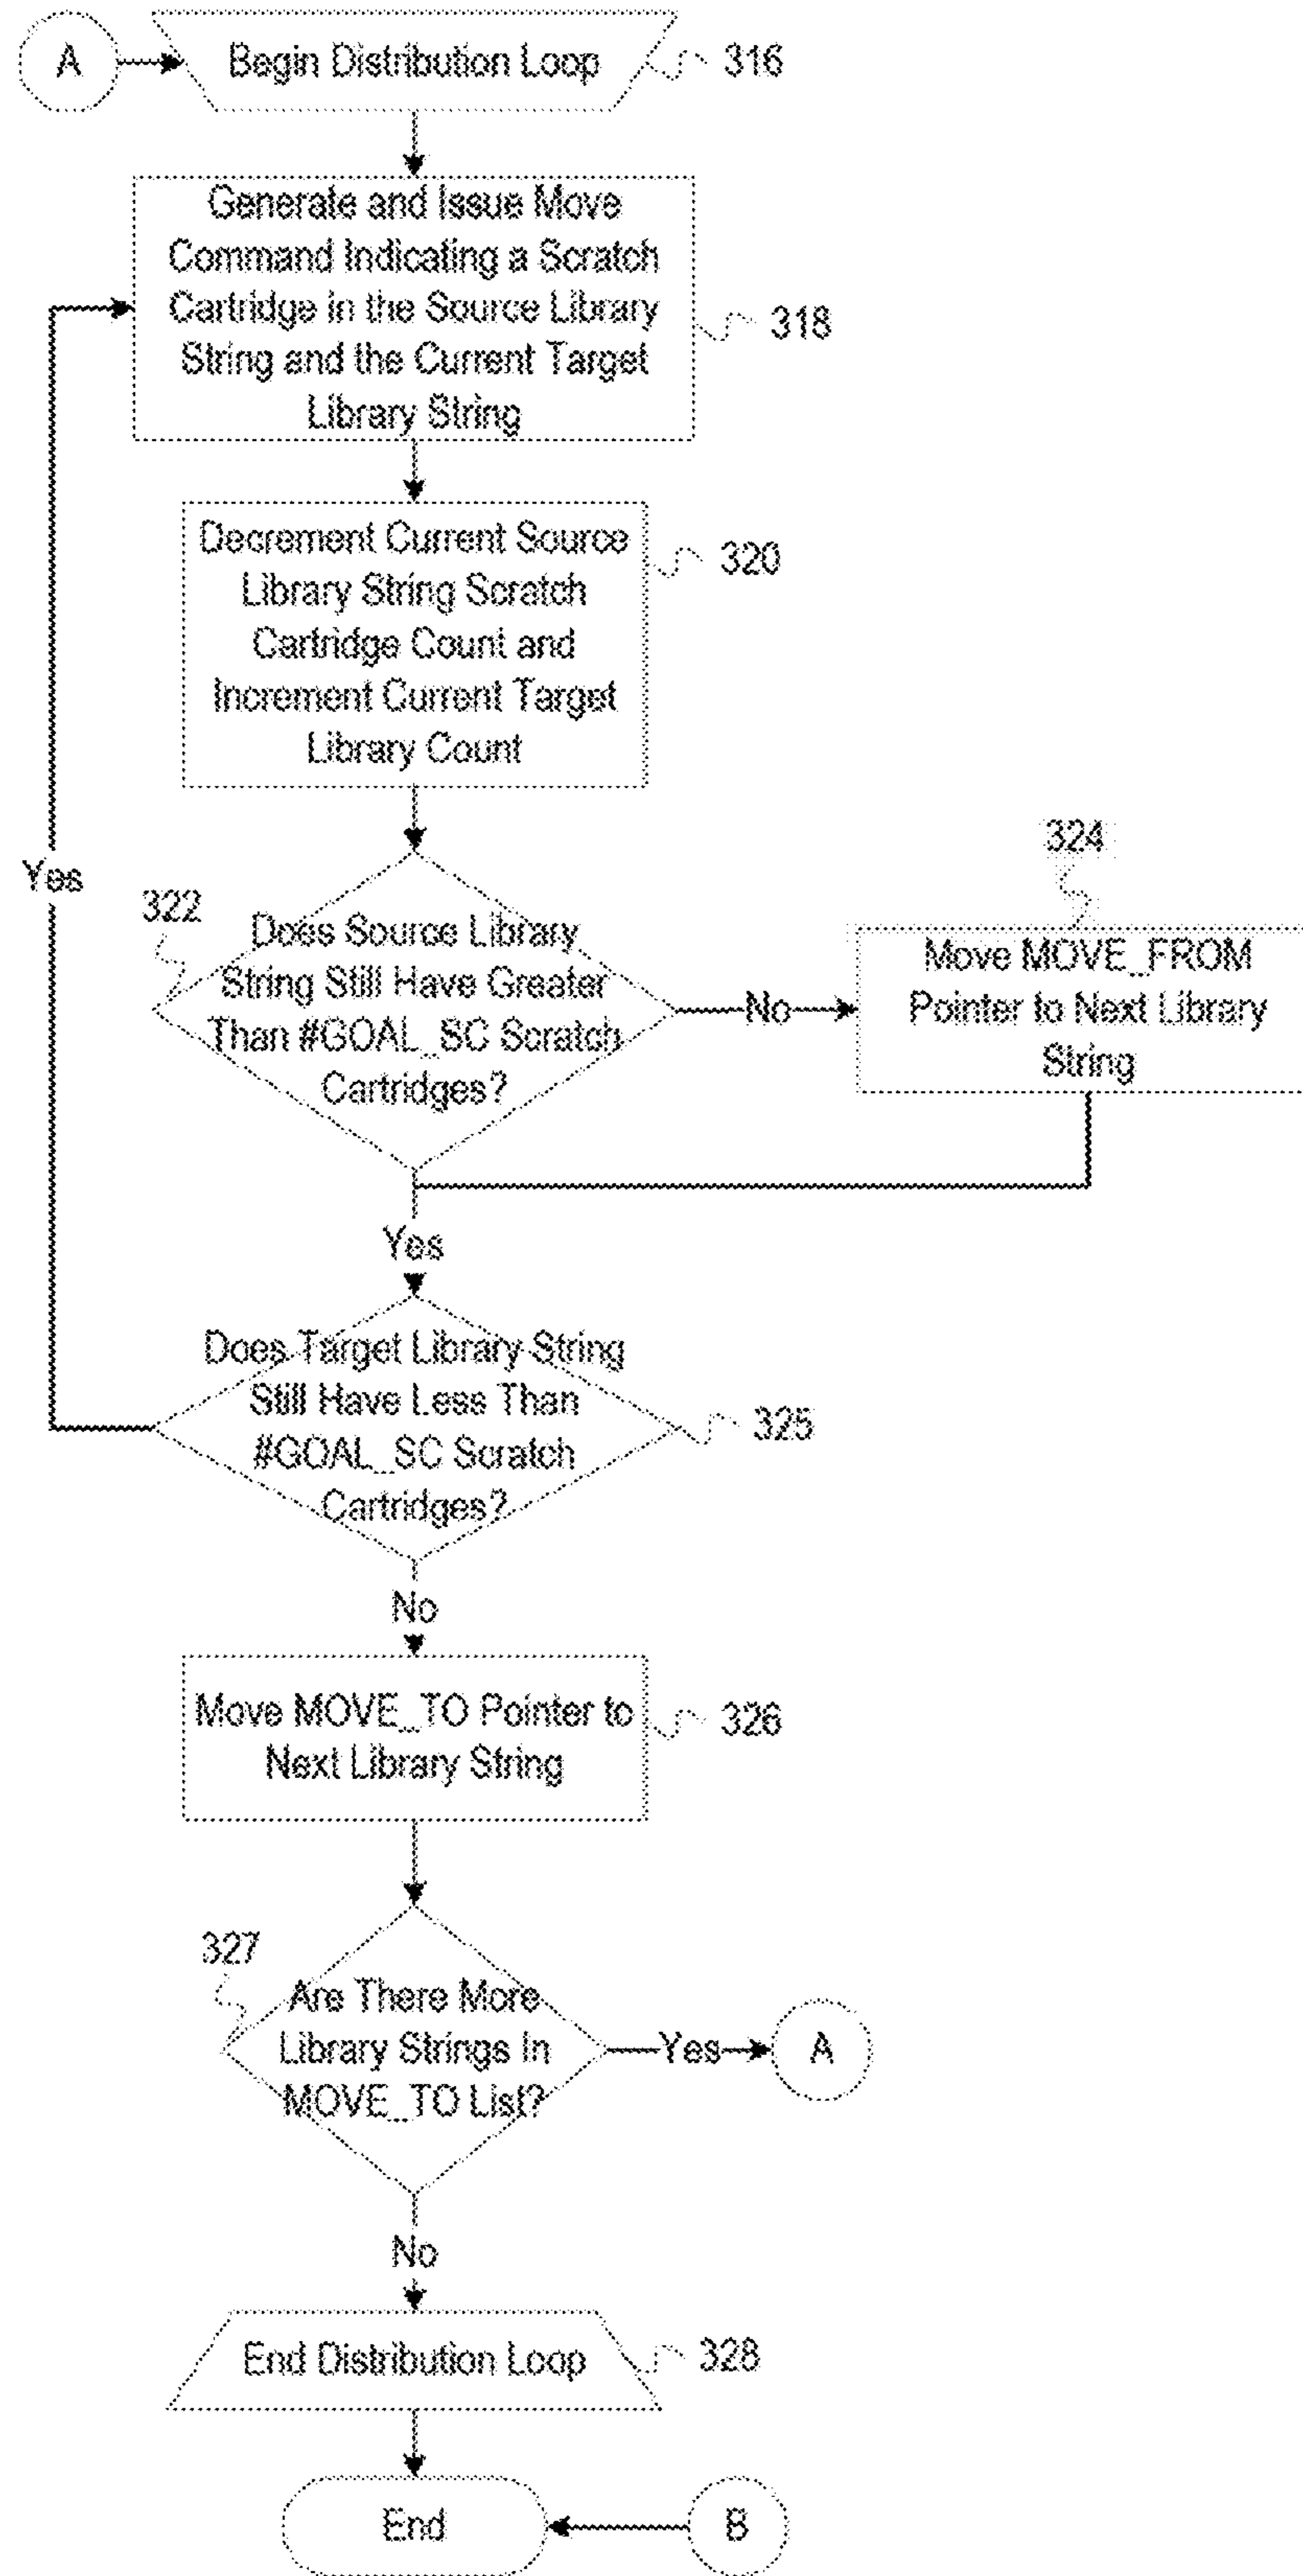 A
Begin Distribution Loop
316
Generate and Issue Move
Command Indicating a Scratch
Cartridge in the Source Library
String and the Current Target
Library String
318
Decrement Current Source
Library String Scratch
Cartridge Count and
Increment Current Target
Library Count
320
Yes
322
Does Source Library
String Still Have Greater
Than #GOAL_SC Scratch
Cartridges?
No
324
Move MOVE_FROM
Pointer to Next Library
String
Yes
Does Target Library String
Still Have Less Than
#GOAL_SC Scratch
Cartridges?
325
No
Move MOVE_TO Pointer to
Next Library String
326
327
Are There More
Library Strings In
MOVE_TO List?
Yes
A
No
End Distribution Loop
328
End
B